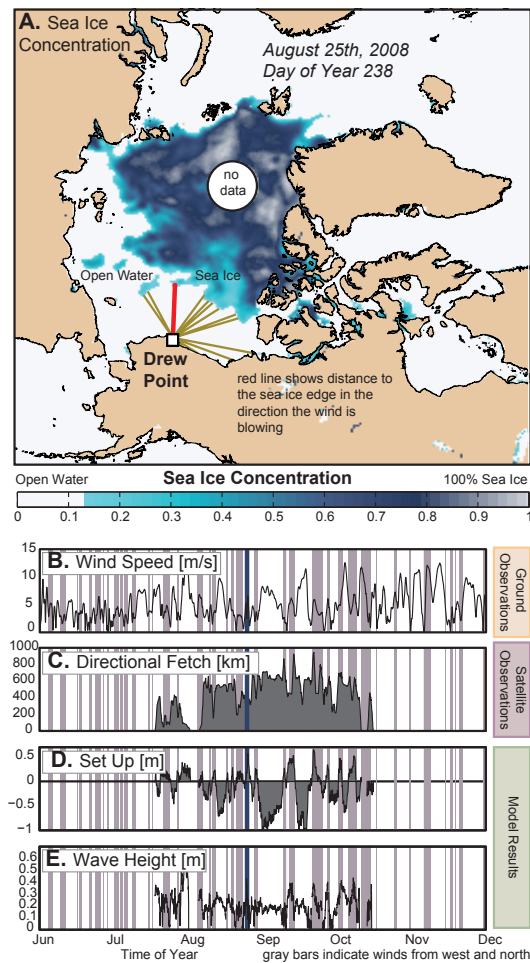 A. Sea Ice
Concentration
August 25th, 2008
Day of Year 238
no
data
Open Water
Sea Ice
Drew
Point
red line shows distance to
the sea ice edge in the
direction the wind is
blowing
Open Water
Sea Ice Concentration
100% Sea Ice
0 0.1 0.2 0.3 0.4 0.5 0.6 0.7 0.8 0.9 1
B. Wind Speed [m/s]
15
10
5
0
Ground
Observations
C. Directional Fetch [km]
1000
800
600
400
200
0
Satellite
Observations
D. Set Up [m]
0.5
0
−0.5
−1
Model Results
E. Wave Height [m]
0.6
0.5
0.4
0.3
0.2
0.1
0
Jun Jul Aug Sep Oct Nov Dec
Time of Year
gray bars indicate winds from west and north